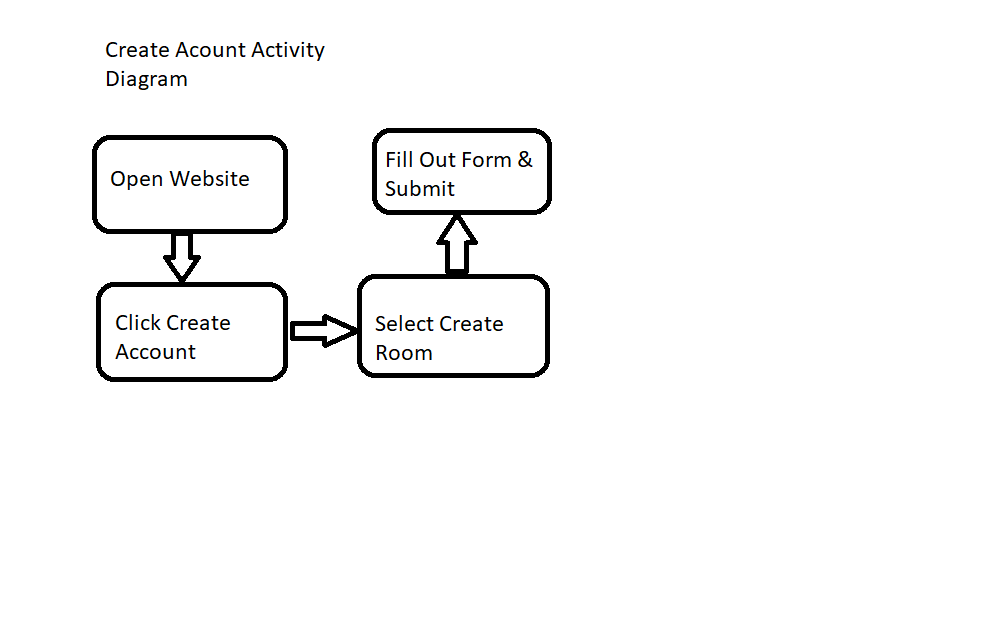 Create Acount Activity
Diagram
Open Website
Click Create
Account
Select Create
Room
Fill Out Form &
Submit